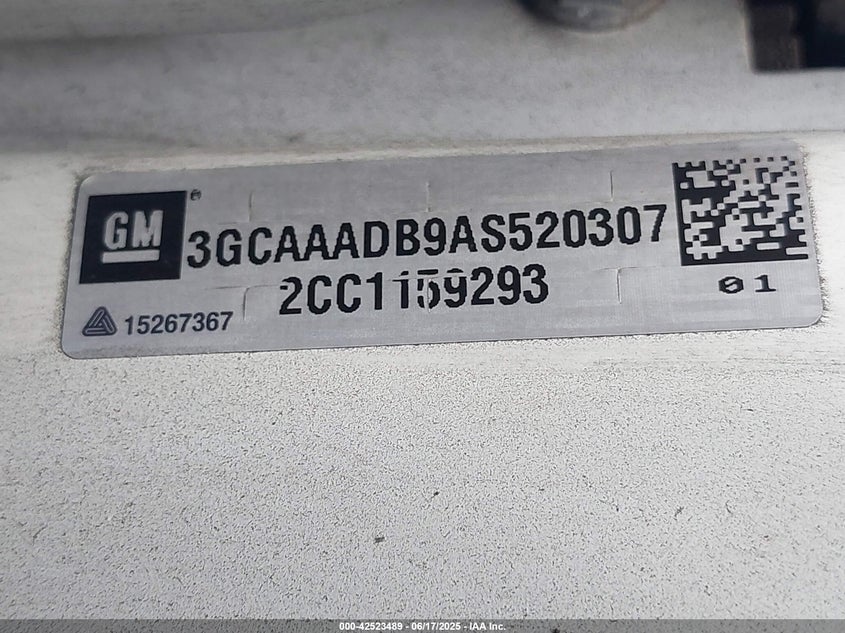 GM ®
3GCAAADB9AS520307
2CC1159293
15267367
01
000-42523489 - 06/17/2025 - IAA Inc.